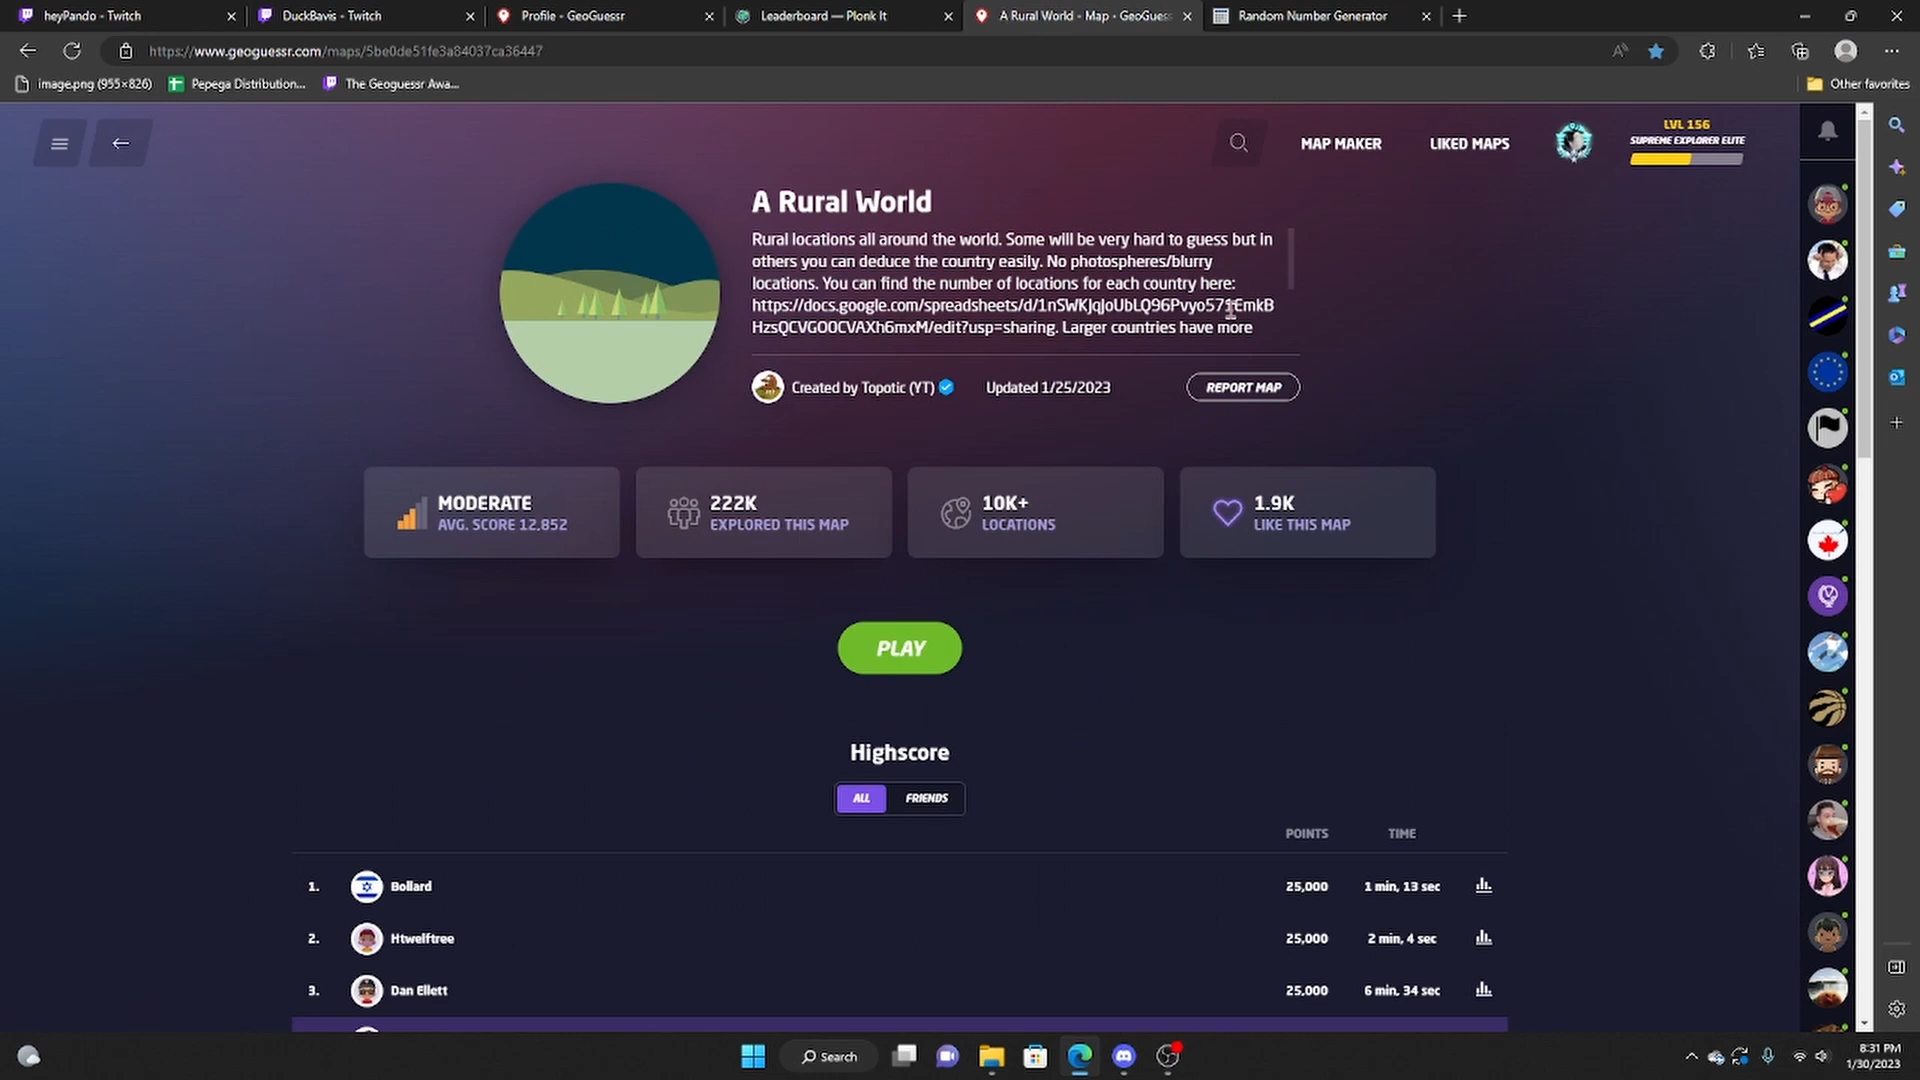 heyPando - Twitch
DuckBavis - Twitch
Profile - GeoGuessr
Leaderboard — Plonk It
A Rural World - Map - GeoGuess
Random Number Generator
https://www.geoguessr.com/maps/5be0de51fe3a84037ca36447
image.png (955×826)
Pepega Distribution...
The Geoguessr Awa...
Other favorites
MAP MAKER
LIKED MAPS
LVL 156
SUPREME EXPLORER ELITE
A Rural World
Rural locations all around the world. Some will be very hard to guess but in
others you can deduce the country easily. No photospheres/blurry
locations. You can find the number of locations for each country here:
https://docs.google.com/spreadsheets/d/1nSWKJqJoUbLQ96Pvyo571EmkB
HzsQCVGO0CVAXh6mxM/edit?usp=sharing. Larger countries have more
Created by Topotic (YT)
Updated 1/25/2023
REPORT MAP
MODERATE
AVG. SCORE 12,852
222K
EXPLORED THIS MAP
10K+
LOCATIONS
1.9K
LIKE THIS MAP
PLAY
Highscore
ALL
FRIENDS
POINTS
TIME
1.
Bollard
25,000
1 min, 13 sec
2.
Htwelftree
25,000
2 min, 4 sec
3.
Dan Ellett
25,000
6 min, 34 sec
Search
8:31 PM
1/30/2023